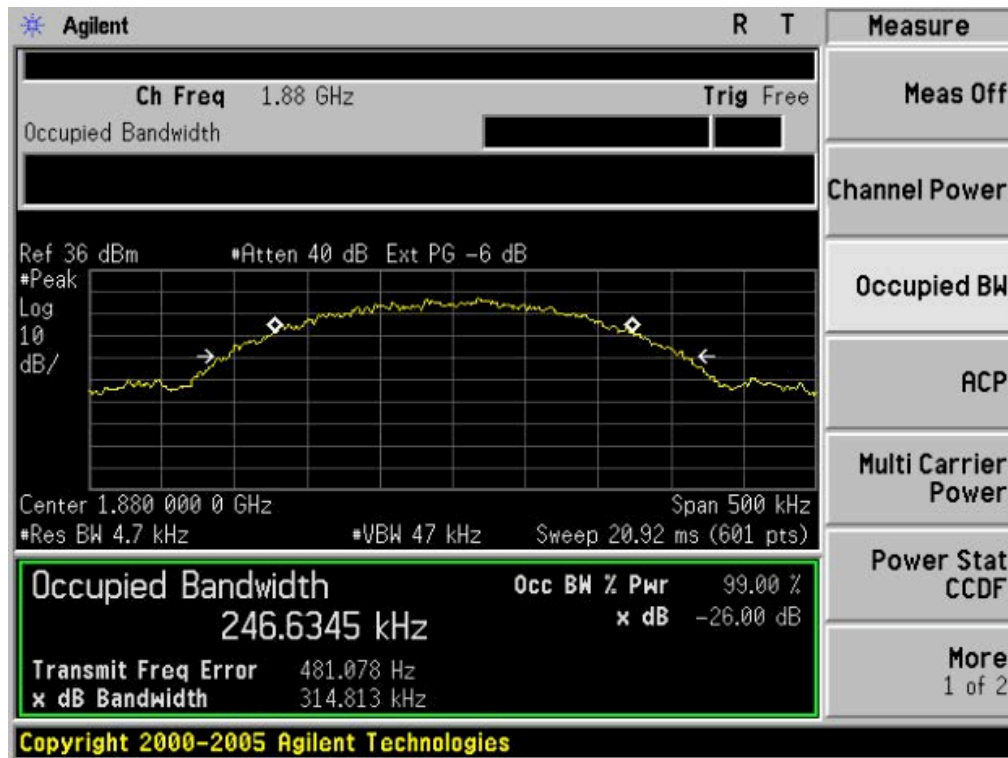 Agilent R T
Ch Freq 1.88 GHz Trig Free
Occupied Bandwidth
Ref 36 dBm #Atten 40 dB Ext PG -6 dB
#Peak
Log
10
dB/
Center 1.880 000 0 GHz Span 500 kHz
#Res BW 4.7 kHz #VBW 47 kHz Sweep 20.92 ms (601 pts)
Occupied Bandwidth Occ BW % Pwr 99.00 %
246.6345 kHz x dB -26.00 dB
Transmit Freq Error 481.078 Hz
x dB Bandwidth 314.813 kHz
Copyright 2000-2005 Agilent Technologies
Measure
Meas Off
Channel Power
Occupied BW
ACP
Multi Carrier
Power
Power Stat
CCDF
More
1 of 2